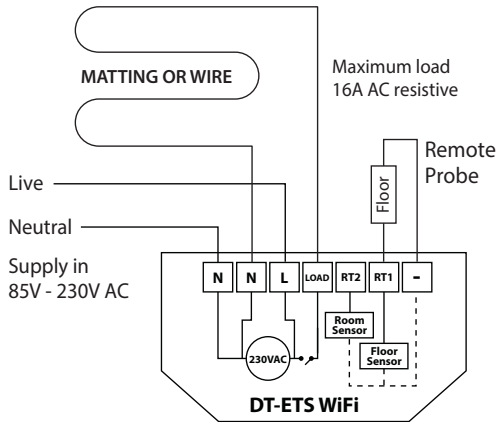 MATTING OR WIRE
Maximum load
16A AC resistive
Remote
Probe
Floor
Live
Neutral
Supply in
85V - 230V AC
N
N
L
LOAD
RT2
RT1
-
Room
Sensor
230VAC
Floor
Sensor
DT-ETS WiFi